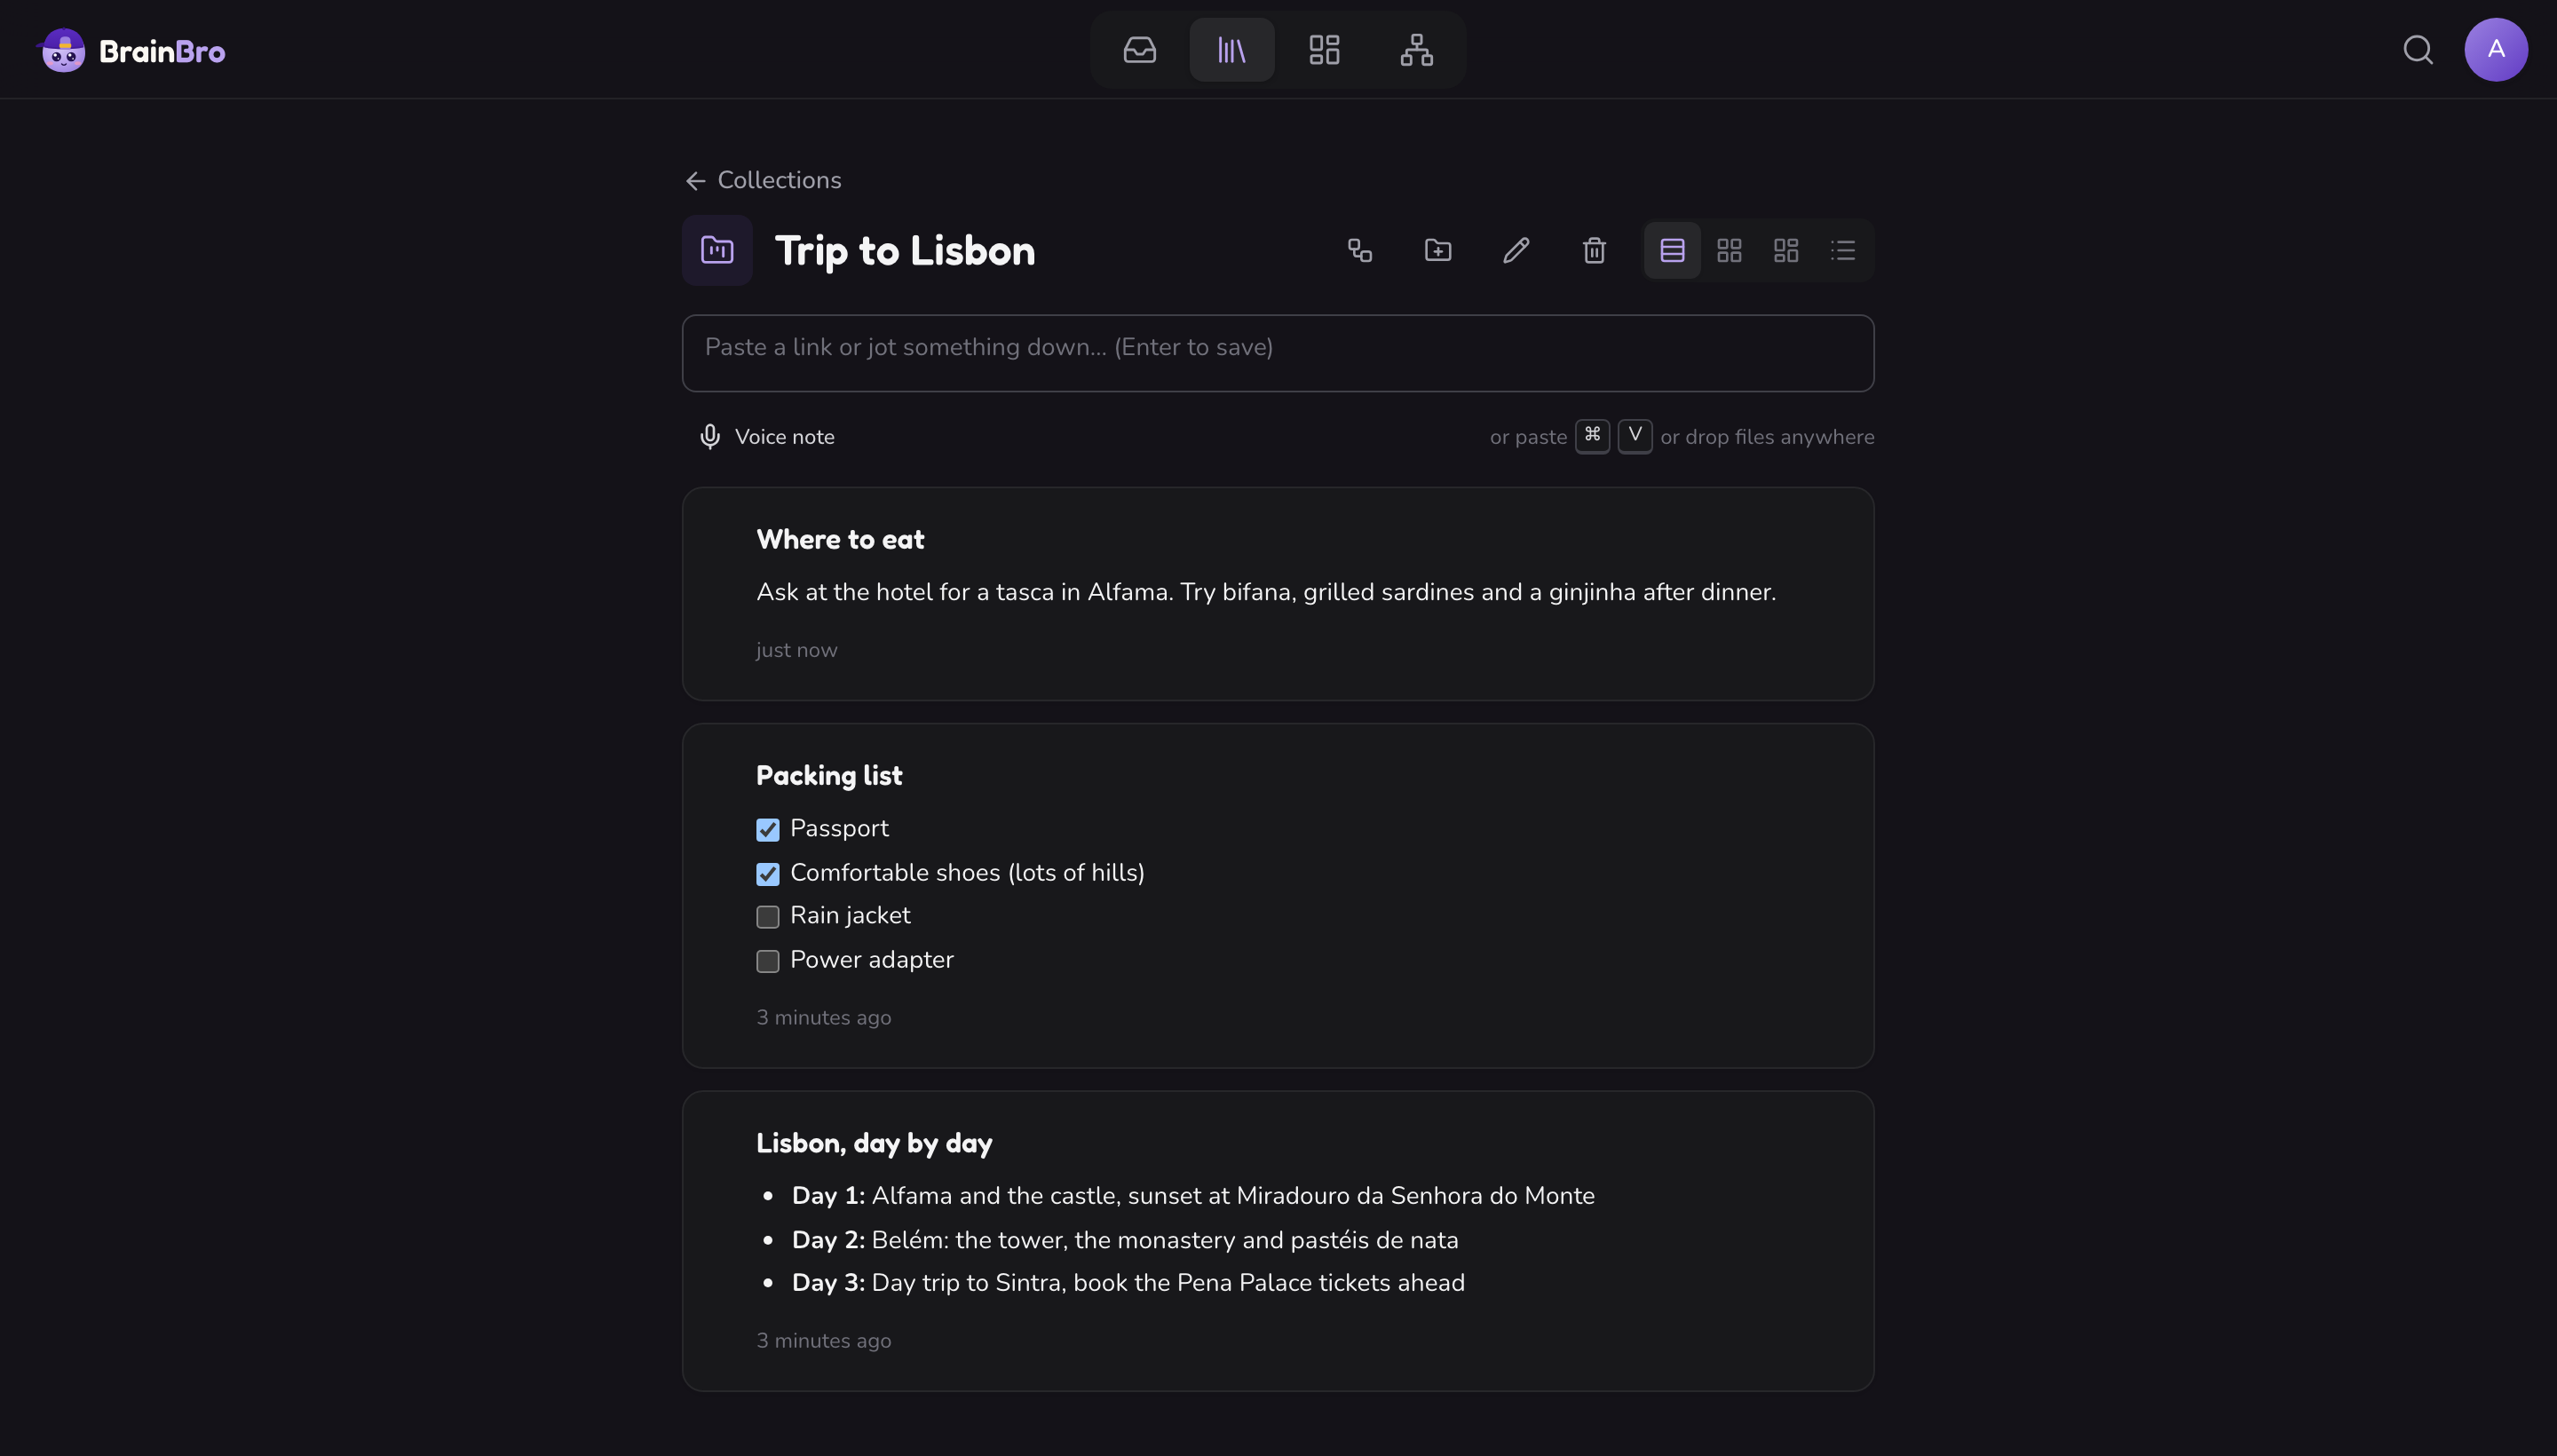 BrainBro
A
Collections
Trip to Lisbon
Paste a link or jot something down... (Enter to save)
Voice note
or paste ⌘ V or drop files anywhere
Where to eat
Ask at the hotel for a tasca in Alfama. Try bifana, grilled sardines and a ginjinha after dinner.
just now
Packing list
Passport
Comfortable shoes (lots of hills)
Rain jacket
Power adapter
3 minutes ago
Lisbon, day by day
Day 1: Alfama and the castle, sunset at Miradouro da Senhora do Monte
Day 2: Belém: the tower, the monastery and pastéis de nata
Day 3: Day trip to Sintra, book the Pena Palace tickets ahead
3 minutes ago